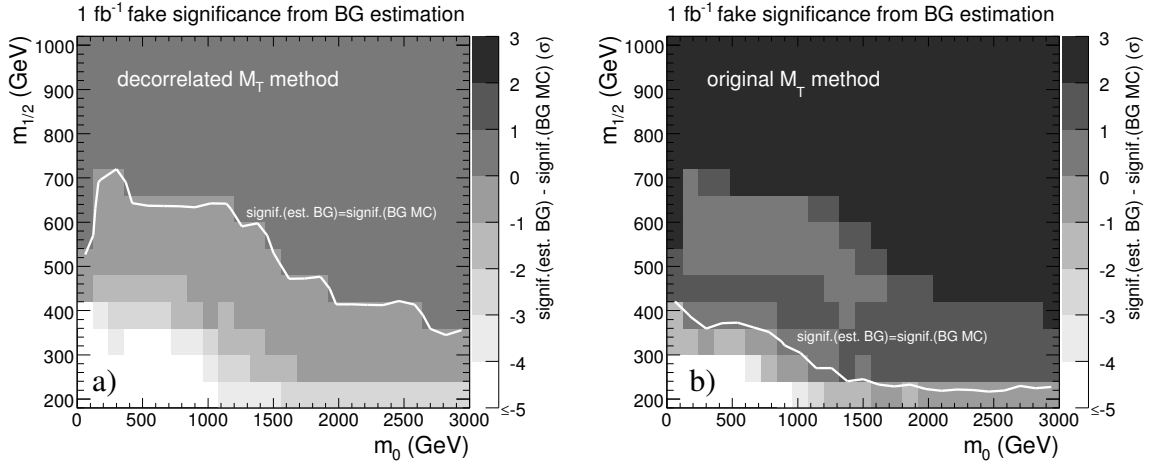 1 fb⁻¹ fake significance from BG estimation
m₁/₂ (GeV)
1000
900
800
700
600
500
400
300
200
decorrelated M_T method
signif.(est. BG)=signif.(BG MC)
a)
0 500 1000 1500 2000 2500 3000
m₀ (GeV)
3
2
1
0
-1
-2
-3
-4
≤-5
signif.(est. BG) - signif.(BG MC) (σ)
1 fb⁻¹ fake significance from BG estimation
m₁/₂ (GeV)
1000
900
800
700
600
500
400
300
200
original M_T method
signif.(est. BG)=signif.(BG MC)
b)
0 500 1000 1500 2000 2500 3000
m₀ (GeV)
3
2
1
0
-1
-2
-3
-4
≤-5
signif.(est. BG) - signif.(BG MC) (σ)